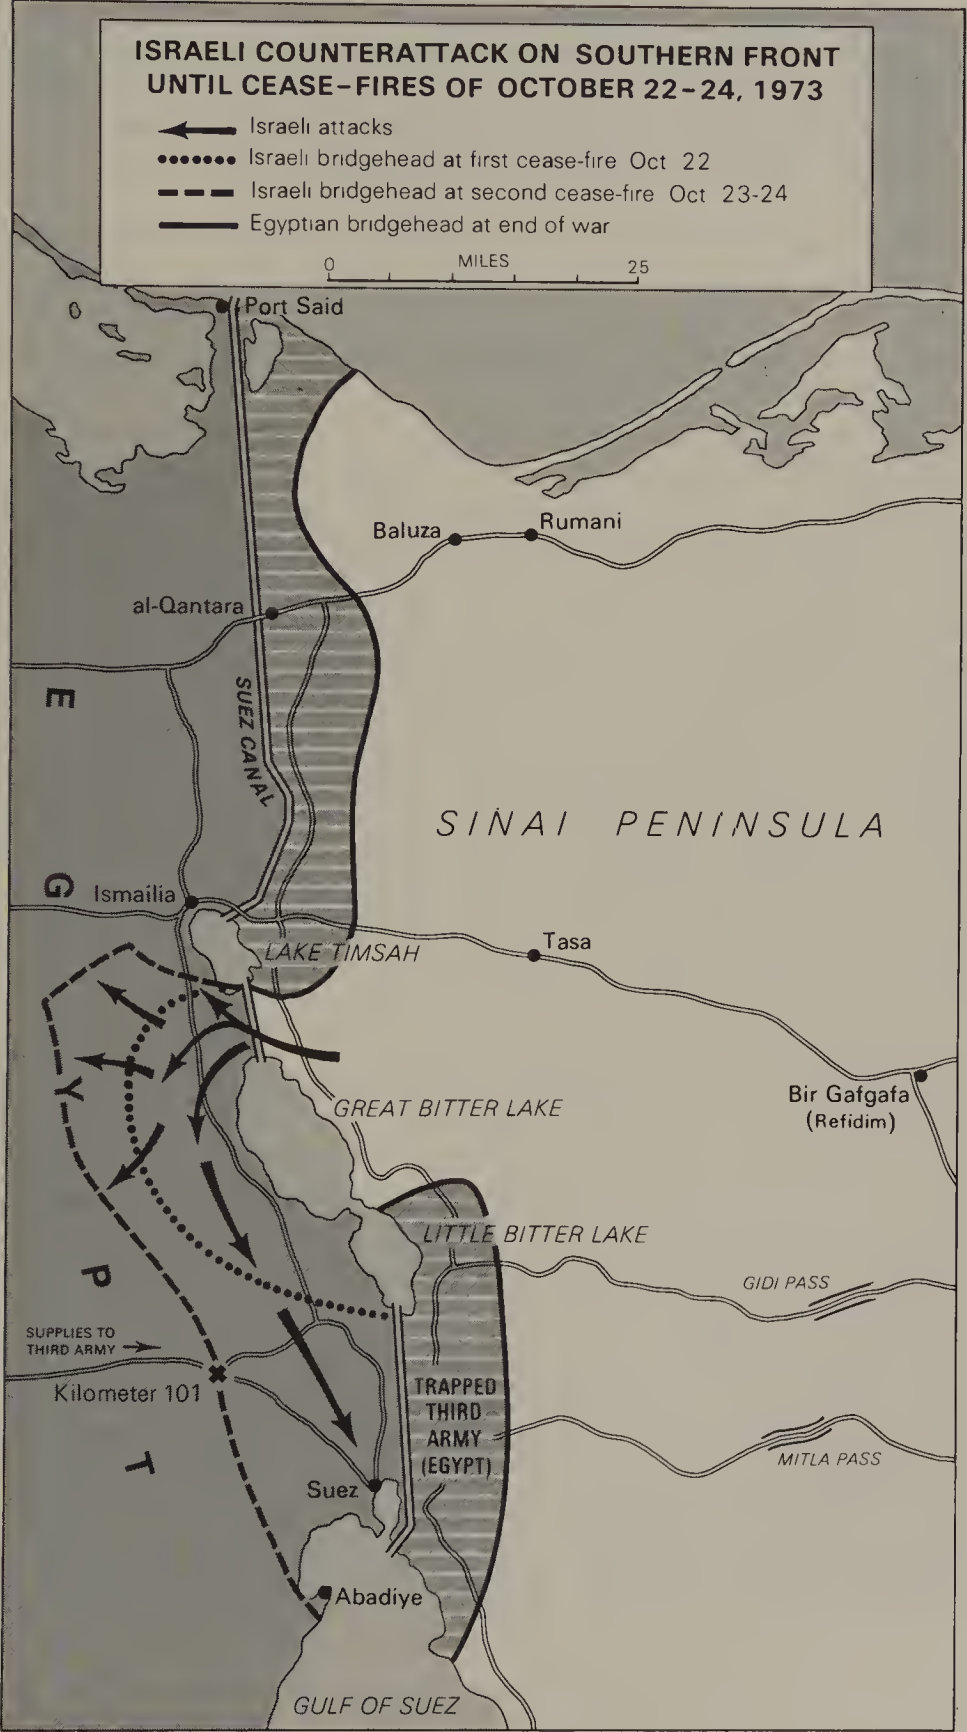 ISRAELI COUNTERATTACK ON SOUTHERN FRONT
UNTIL CEASE-FIRES OF OCTOBER 22-24, 1973
Israeli attacks
Israeli bridgehead at first cease-fire Oct 22
Israeli bridgehead at second cease-fire Oct 23-24
Egyptian bridgehead at end of war
0 MILES 25
Port Said
Baluza
Rumani
al-Qantara
SUEZ CANAL
SINAI PENINSULA
EGYPT
Ismailia
LAKE TIMSAH
Tasa
Bir Gafgafa
(Refidim)
GREAT BITTER LAKE
LITTLE BITTER LAKE
GIDI PASS
SUPPLIES TO
THIRD ARMY
Kilometer 101
TRAPPED
THIRD
ARMY
(EGYPT)
MITLA PASS
Suez
Abadiye
GULF OF SUEZ